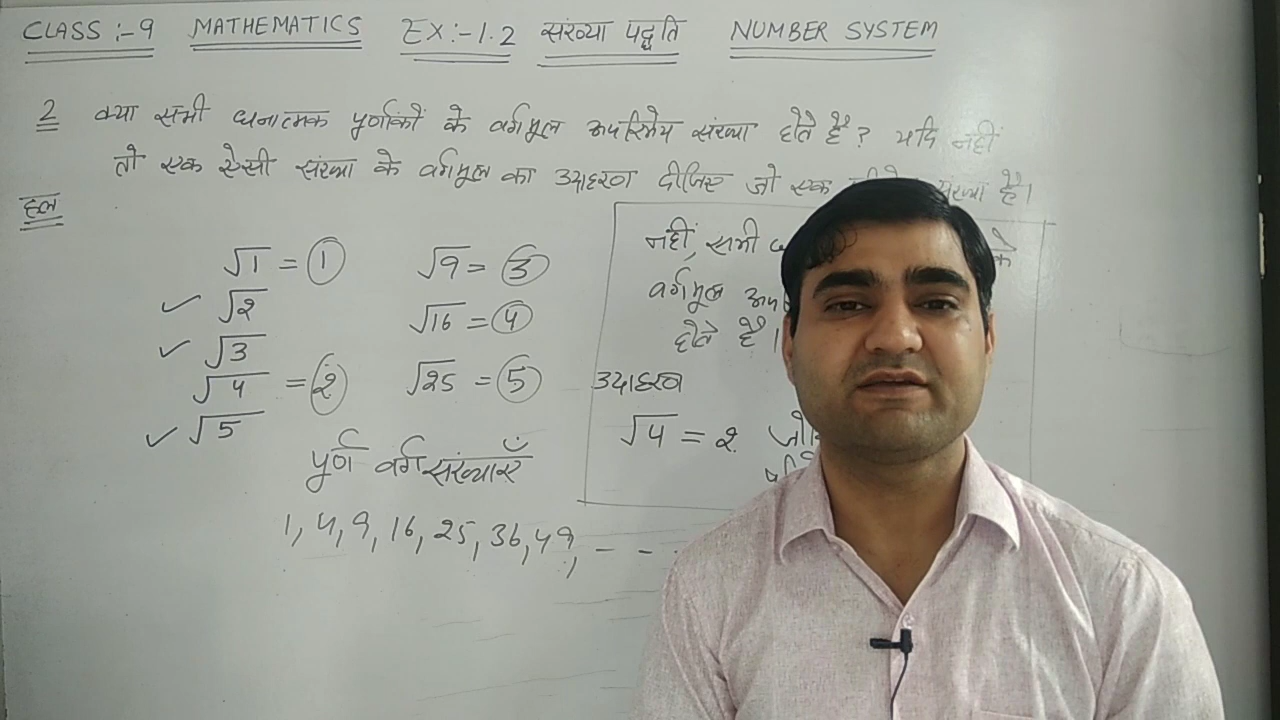 CLASS :- 9 MATHEMATICS EX:- 1.2 संख्या पद्धति NUMBER SYSTEM
2 क्या सभी धनात्मक पूर्णांकों के वर्गमूल अपरिमेय संख्या होते हैं? यदि नहीं
तो एक ऐसी संख्या के वर्गमूल का उदाहरण दीजिए जो एक संख्या है।
हल
√1 = 1
√2
√3
√4 = 2
√5
√9 = 3
√16 = 4
√25 = 5
पूर्ण वर्ग संख्याएँ
1, 4, 9, 16, 25, 36, 49, - - -
नहीं, सभी
वर्गमूल
होते हैं।
उदाहरण
√4 = 2